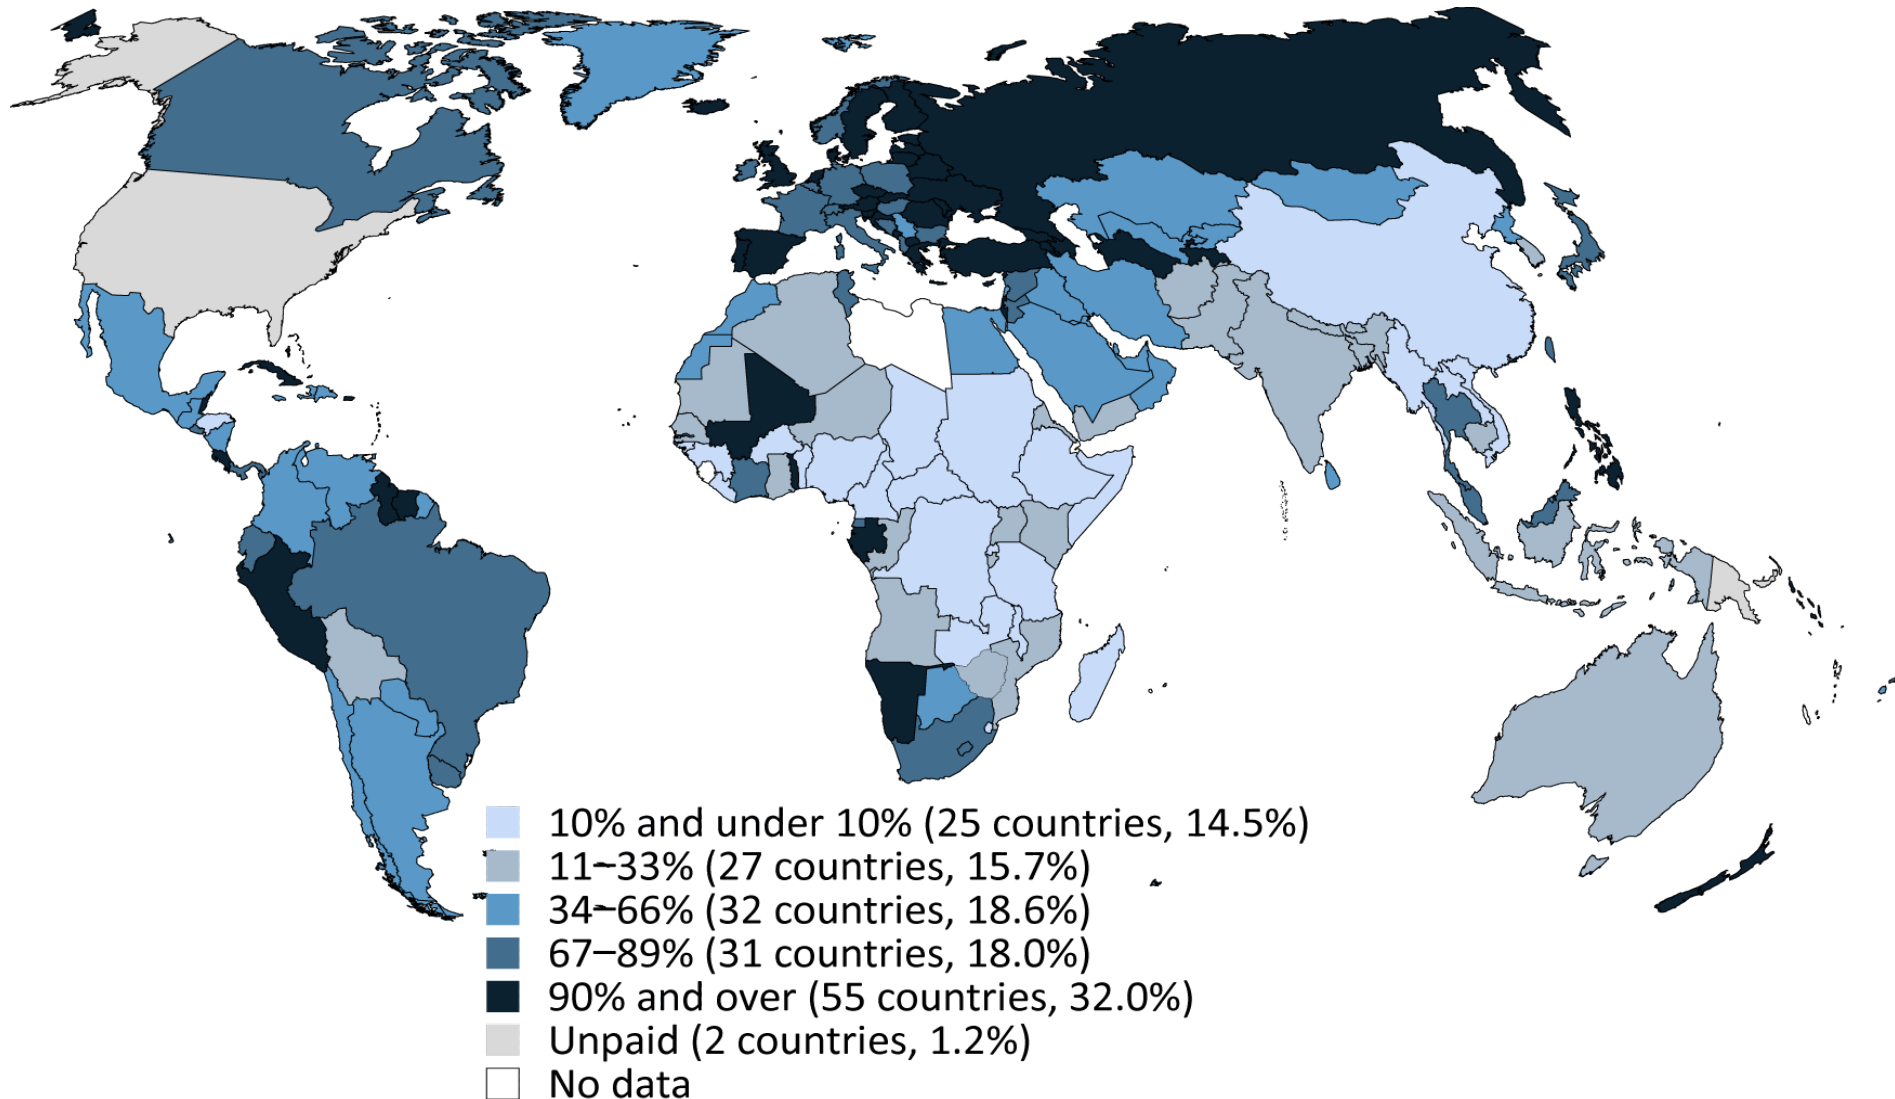 10% and under 10% (25 countries, 14.5%)
11–33% (27 countries, 15.7%)
34–66% (32 countries, 18.6%)
67–89% (31 countries, 18.0%)
90% and over (55 countries, 32.0%)
Unpaid (2 countries, 1.2%)
No data